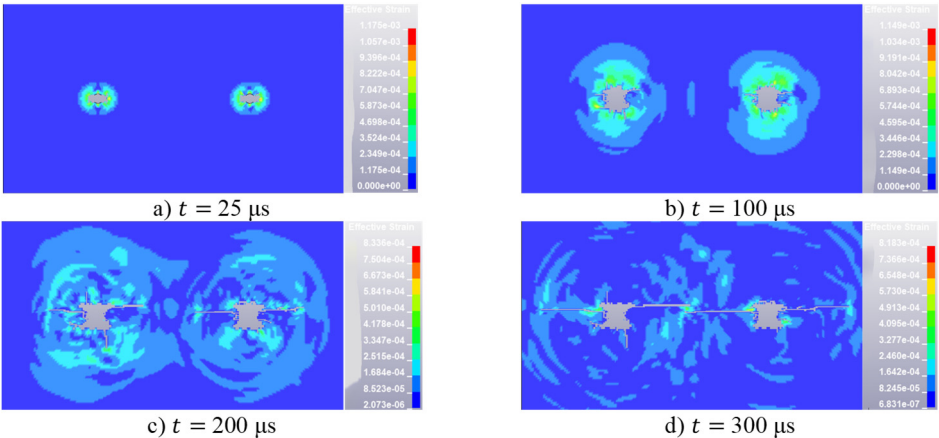 Effective Strain
1.175e-03
1.057e-03
9.396e-04
8.222e-04
7.047e-04
5.873e-04
4.698e-04
3.524e-04
2.349e-04
1.175e-04
0.000e+00
a) t = 25 μs
Effective Strain
1.149e-03
1.034e-03
9.191e-04
8.042e-04
6.893e-04
5.744e-04
4.595e-04
3.446e-04
2.298e-04
1.149e-04
0.000e+00
b) t = 100 μs
Effective Strain
8.336e-04
7.504e-04
6.673e-04
5.841e-04
5.010e-04
4.178e-04
3.347e-04
2.515e-04
1.684e-04
8.523e-05
2.073e-06
c) t = 200 μs
Effective Strain
8.183e-04
7.366e-04
6.548e-04
5.730e-04
4.913e-04
4.095e-04
3.277e-04
2.460e-04
1.642e-04
8.245e-05
6.831e-07
d) t = 300 μs